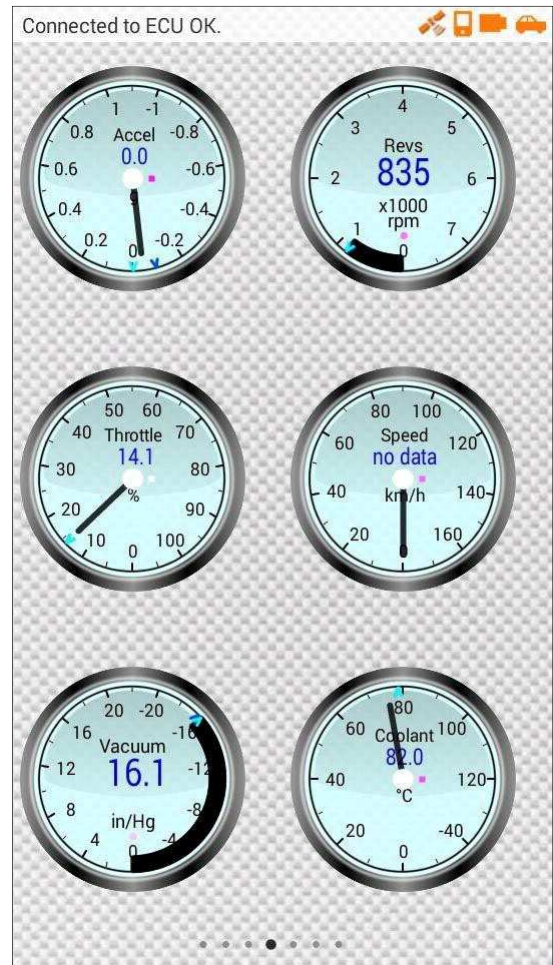 Connected to ECU OK.
1 -1
0.8 Accel -0.8
0.0
0.6 -0.6
g
0.4 -0.4
0.2 0 -0.2
4
3 5
Revs
835
2 6
x1000
rpm
1 7
0
50 60
40 Throttle 70
14.1
30 80
%
20 90
10 0 100
80 100
60 Speed 120
no data
40 km/h 140
20 0 160
20 -20
16 -16
Vacuum
16.1
12 -12
8
in/Hg
4 0 -4
80
60 Coolant 100
82.0
40 120
°C
20 -40
0